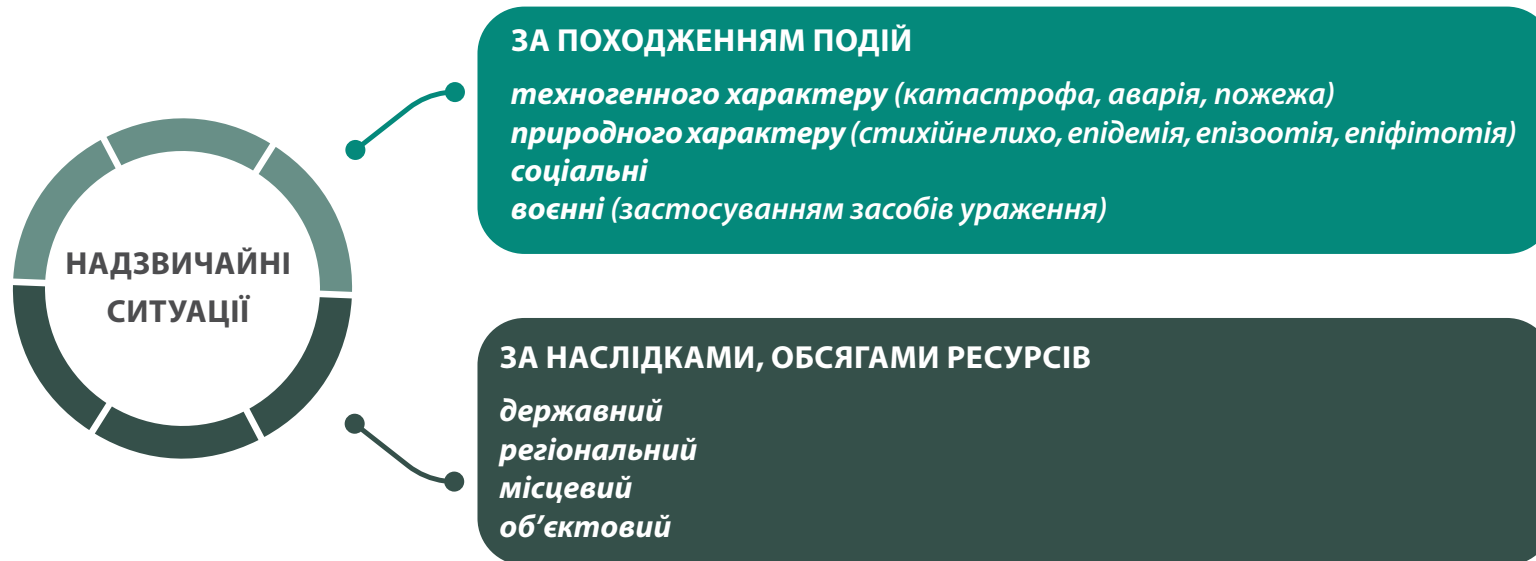 НАДЗВИЧАЙНІ
СИТУАЦІЇ
ЗА ПОХОДЖЕННЯМ ПОДІЙ
техногенного характеру (катастрофа, аварія, пожежа)
природного характеру (стихійне лихо, епідемія, епізоотія, епіфітотія)
соціальні
воєнні (застосуванням засобів ураження)
ЗА НАСЛІДКАМИ, ОБСЯГАМИ РЕСУРСІВ
державний
регіональний
місцевий
об’єктовий